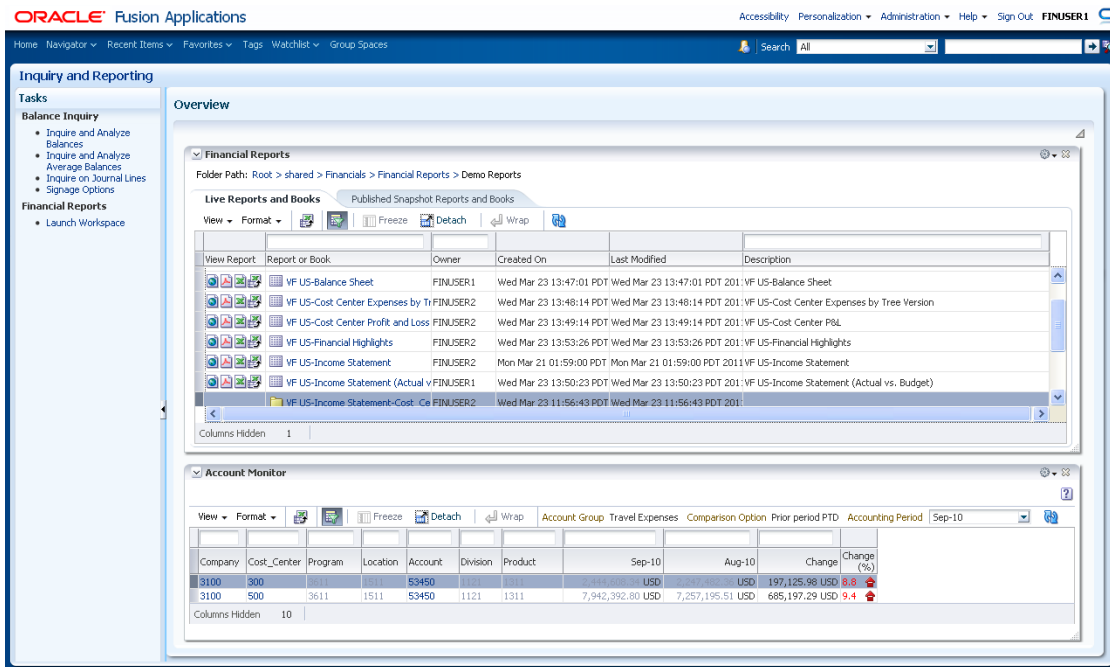 ORACLE Fusion Applications
Accessibility Personalization Administration Help Sign Out FINUSER1
Home Navigator Recent Items Favorites Tags Watchlist Group Spaces
Search All
Inquiry and Reporting
Tasks
Balance Inquiry
Inquire and Analyze
Balances
Inquire and Analyze
Average Balances
Inquire on Journal Lines
Signage Options
Financial Reports
Launch Workspace
Overview
Financial Reports
Folder Path: Root > shared > Financials > Financial Reports > Demo Reports
Live Reports and Books Published Snapshot Reports and Books
View Format Freeze Detach Wrap
View Report Report or Book Owner Created On Last Modified Description
VF US-Balance Sheet FINUSER1 Wed Mar 23 13:47:01 PDT Wed Mar 23 13:47:01 PDT 201 VF US-Balance Sheet
VF US-Cost Center Expenses by Tr FINUSER2 Wed Mar 23 13:48:14 PDT Wed Mar 23 13:48:14 PDT 201 VF US-Cost Center Expenses by Tree Version
VF US-Cost Center Profit and Loss FINUSER2 Wed Mar 23 13:49:14 PDT Wed Mar 23 13:49:14 PDT 201 VF US-Cost Center P&L
VF US-Financial Highlights FINUSER2 Wed Mar 23 13:53:26 PDT Wed Mar 23 13:53:26 PDT 201 VF US-Financial Highlights
VF US-Income Statement FINUSER2 Mon Mar 21 01:59:00 PDT Mon Mar 21 01:59:00 PDT 2011 VF US-Income Statement
VF US-Income Statement (Actual v FINUSER1 Wed Mar 23 13:50:23 PDT Wed Mar 23 13:50:23 PDT 201 VF US-Income Statement (Actual vs. Budget)
VF US-Income Statement-Cost Ce FINUSER2 Wed Mar 23 11:56:43 PDT Wed Mar 23 11:56:43 PDT 201
Columns Hidden 1
Account Monitor
View Format Freeze Detach Wrap Account Group Travel Expenses Comparison Option Prior period PTD Accounting Period Sep-10
Company Cost_Center Program Location Account Division Product Sep-10 Aug-10 Change Change
(%)
3100 300 3611 1511 53450 1121 1311 USD USD 197,125.98 USD 8.8
3100 500 3611 1511 53450 1121 1311 7,942,392.80 USD 7,257,195.51 USD 685,197.29 USD 9.4
Columns Hidden 10